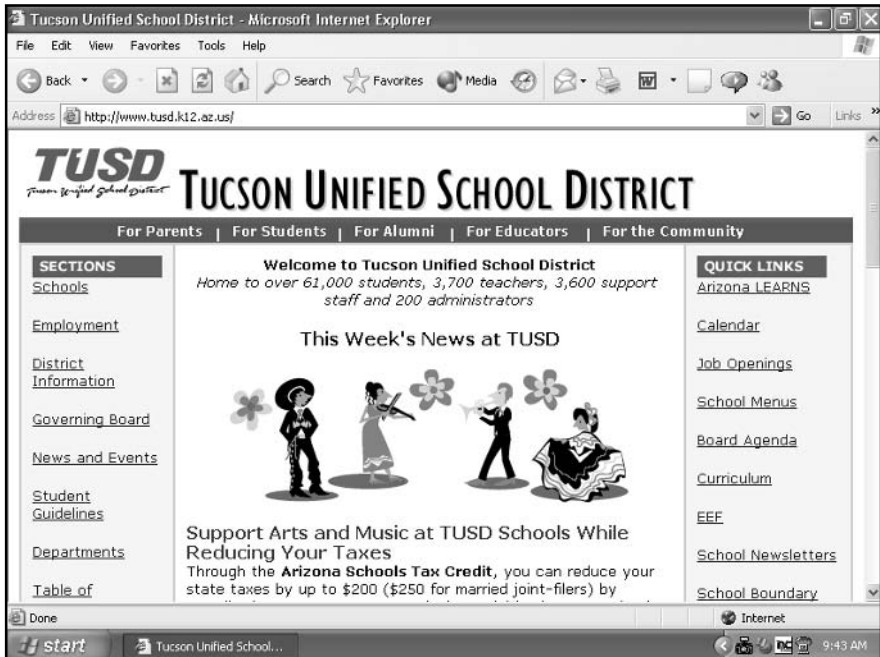 Tucson Unified School District - Microsoft Internet Explorer
File Edit View Favorites Tools Help
Back Search Favorites Media
Address http://www.tusd.k12.az.us/ Go Links »
TUSD
Tucson Unified School District
TUCSON UNIFIED SCHOOL DISTRICT
For Parents | For Students | For Alumni | For Educators | For the Community
SECTIONS
Schools
Employment
District
Information
Governing Board
News and Events
Student
Guidelines
Departments
Table of
Welcome to Tucson Unified School District
Home to over 61,000 students, 3,700 teachers, 3,600 support
staff and 200 administrators
This Week's News at TUSD
Support Arts and Music at TUSD Schools While
Reducing Your Taxes
Through the Arizona Schools Tax Credit, you can reduce your
state taxes by up to $200 ($250 for married joint-filers) by
QUICK LINKS
Arizona LEARNS
Calendar
Job Openings
School Menus
Board Agenda
Curriculum
EEF
School Newsletters
School Boundary
Done Internet
start Tucson Unified School... 9:43 AM